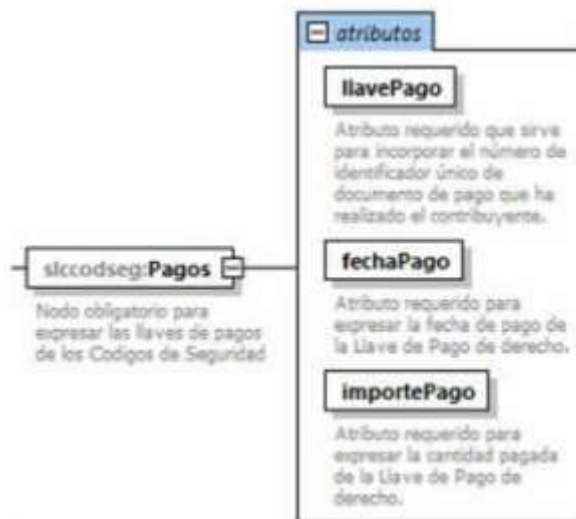 atributos
llavePago
Atributo requerido que sirve
para incorporar el número de
identificador único de
documento de pago que ha
realizado el contribuyente.
slccodseg:Pagos
Nodo obligatorio para
expresar las llaves de pagos
de los Codigos de Seguridad
fechaPago
Atributo requerido para
expresar la fecha de pago de
la Llave de Pago de derecho.
importePago
Atributo requerido para
expresar la cantidad pagada
de la Llave de Pago de
derecho.